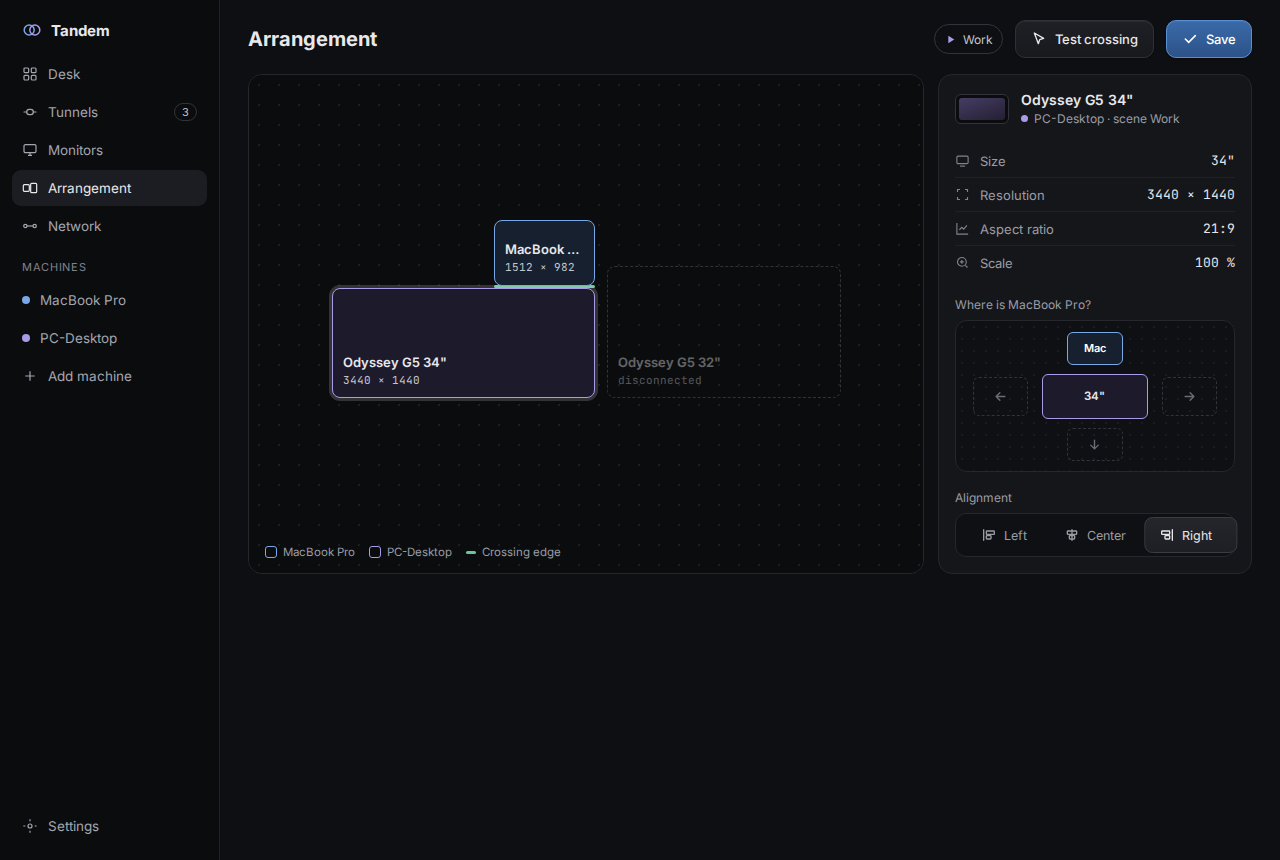 Tandem
Desk
Tunnels 3
Monitors
Arrangement
Network
MACHINES
MacBook Pro
PC-Desktop
Add machine
Settings
Arrangement
Work
Test crossing
Save
MacBook ...
1512 × 982
Odyssey G5 34"
3440 × 1440
Odyssey G5 32"
disconnected
MacBook Pro
PC-Desktop
Crossing edge
Odyssey G5 34"
PC-Desktop · scene Work
Size 34"
Resolution 3440 × 1440
Aspect ratio 21:9
Scale 100 %
Where is MacBook Pro?
Mac
34"
Alignment
Left
Center
Right